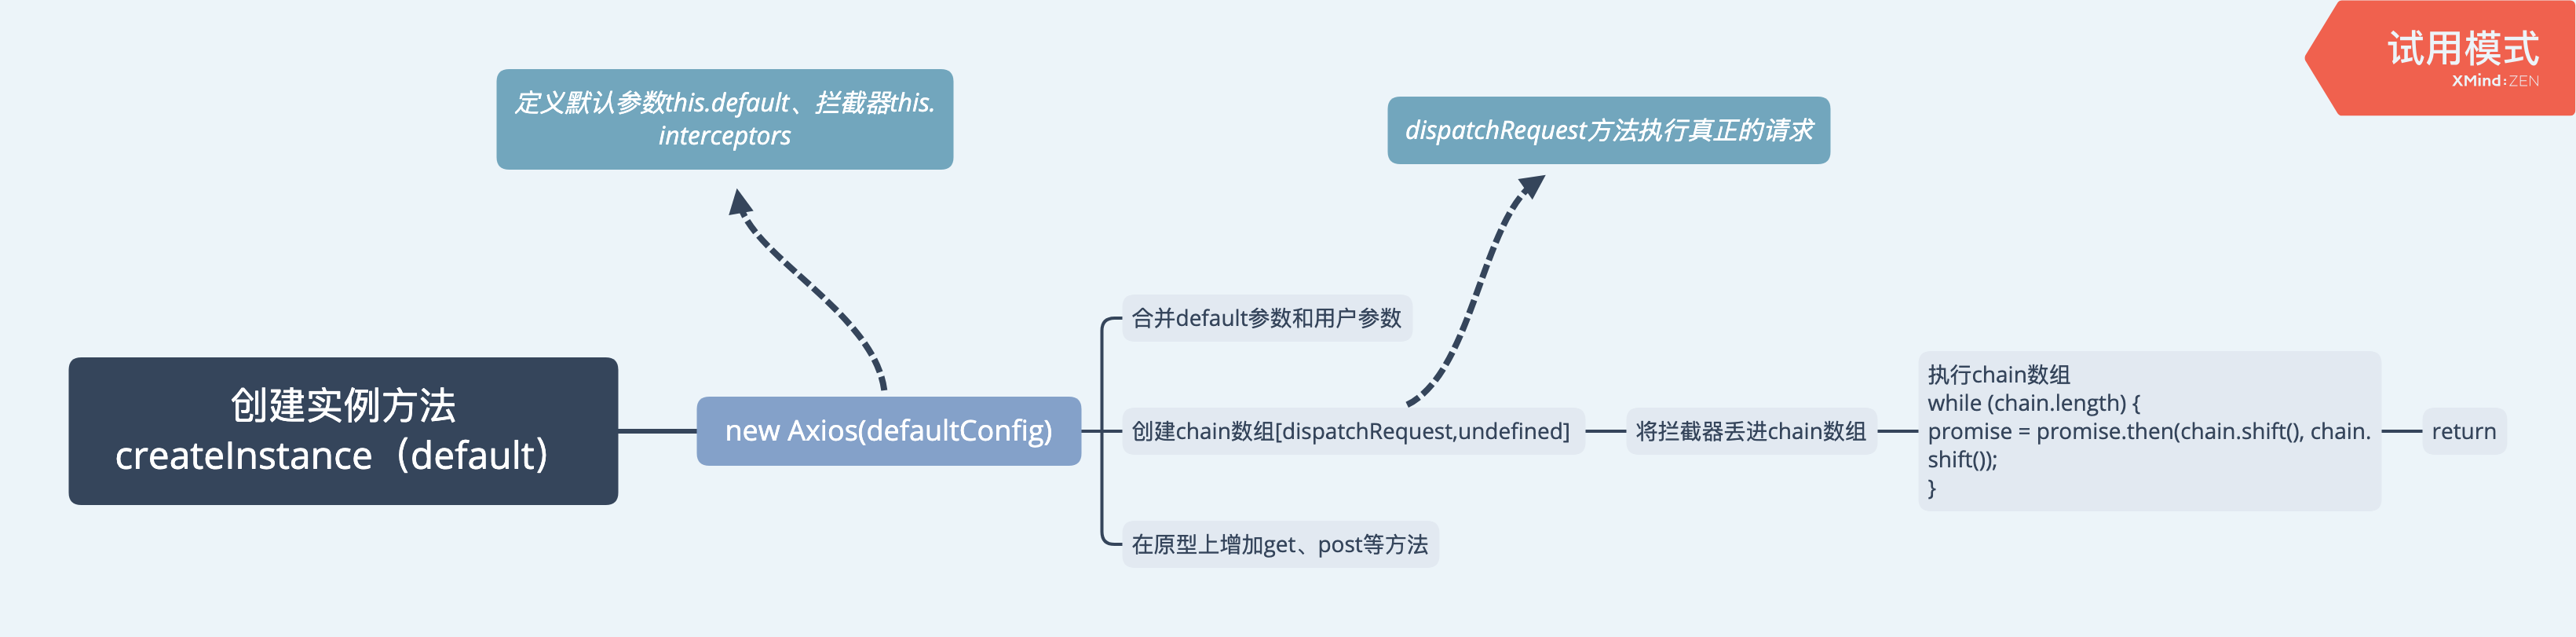 试用模式
XMind:ZEN
定义默认参数this.default、拦截器this.
interceptors
dispatchRequest方法执行真正的请求
创建实例方法
createInstance（default）
new Axios(defaultConfig)
合并default参数和用户参数
创建chain数组[dispatchRequest,undefined]
将拦截器丢进chain数组
执行chain数组
while (chain.length) {
promise = promise.then(chain.shift(), chain.
shift());
}
return
在原型上增加get、post等方法